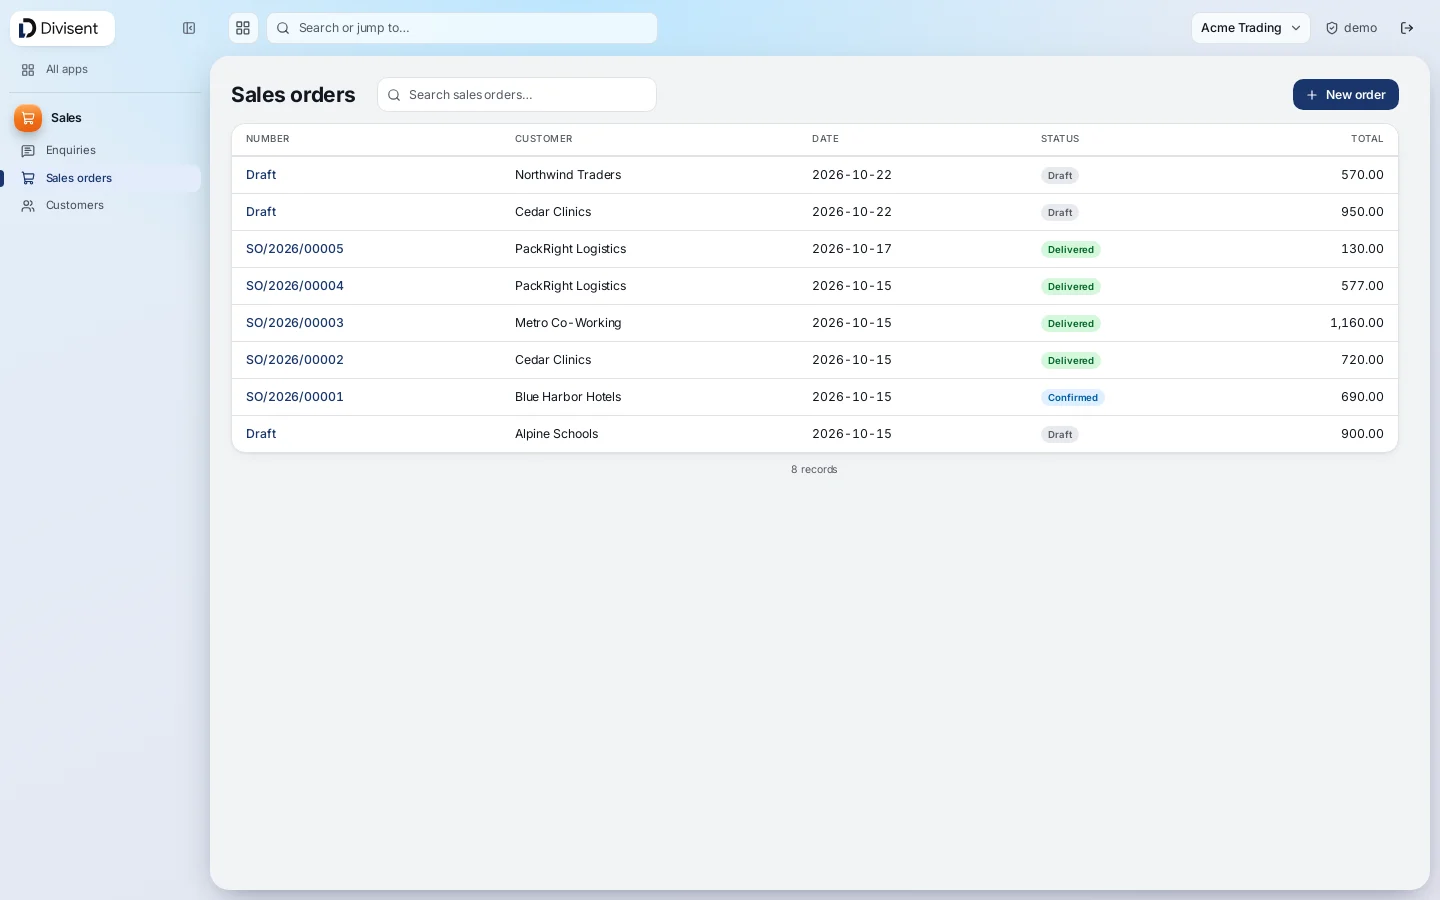 Divisent
Search or jump to...
Acme Trading
demo
All apps
Sales
Enquiries
Sales orders
Customers
Sales orders
Search sales orders...
New order
NUMBER CUSTOMER DATE STATUS TOTAL
Draft Northwind Traders 2026-10-22 Draft 570.00
Draft Cedar Clinics 2026-10-22 Draft 950.00
SO/2026/00005 PackRight Logistics 2026-10-17 Delivered 130.00
SO/2026/00004 PackRight Logistics 2026-10-15 Delivered 577.00
SO/2026/00003 Metro Co-Working 2026-10-15 Delivered 1,160.00
SO/2026/00002 Cedar Clinics 2026-10-15 Delivered 720.00
SO/2026/00001 Blue Harbor Hotels 2026-10-15 Confirmed 690.00
Draft Alpine Schools 2026-10-15 Draft 900.00
8 records